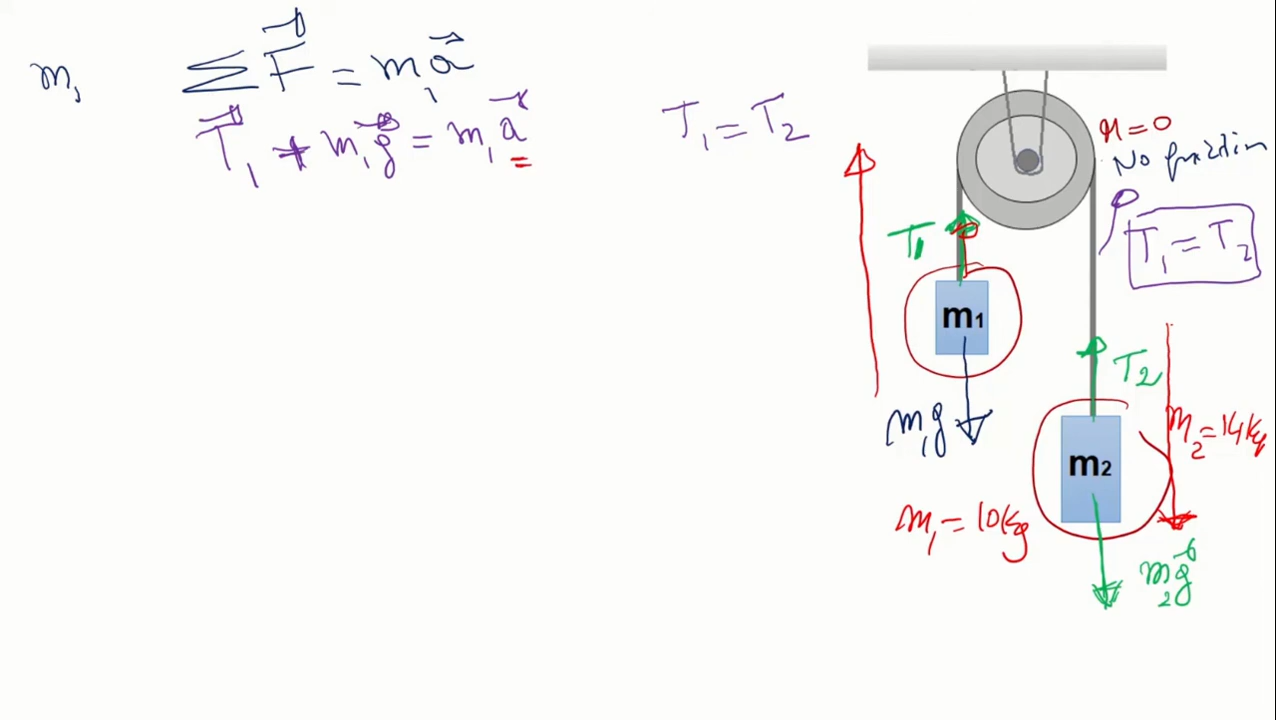 m₁ ΣF⃗ = m₁a⃗
T⃗₁ + m₁g⃗ = m₁a⃗
T₁ = T₂
μ = 0
No friction
T₁ = T₂
T₁
m₁
m₁g
T₂
m₂ = 14kg
m₂
m₁ = 10kg
m₂g⃗